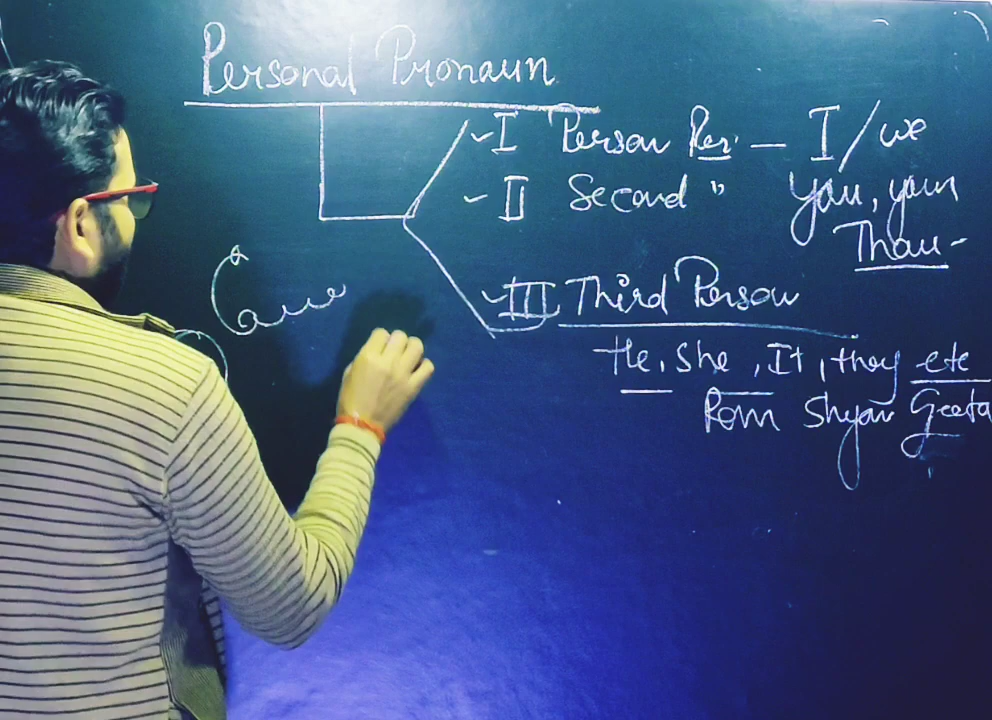 Personal Pronoun
I Person Per. — I/we
II Second " You, your
Thou -
III Third Person
He, She, It, they etc
Ram Shyam Geeta